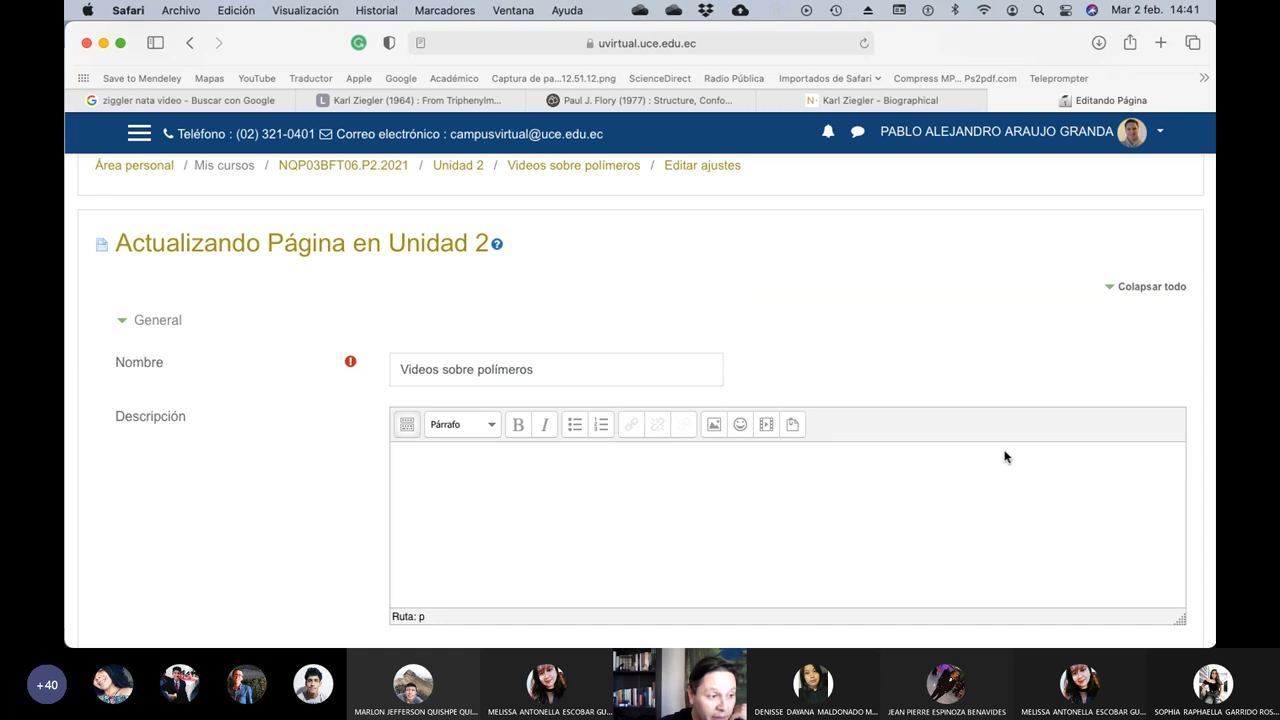 Safari Archivo Edición Visualización Historial Marcadores Ventana Ayuda Mar 2 feb. 14:41
uvirtual.uce.edu.ec
Save to Mendeley Mapas YouTube Traductor Apple Google Académico Captura de pa...12.51.12.png ScienceDirect Radio Pública Importados de Safari Compress MP... Ps2pdf.com Teleprompter
ziggler nata video - Buscar con Google Karl Ziegler (1964) : From Triphenylm... Paul J. Flory (1977) : Structure, Confo... Karl Ziegler - Biographical Editando Página
Teléfono : (02) 321-0401 Correo electrónico : campusvirtual@uce.edu.ec PABLO ALEJANDRO ARAUJO GRANDA
Área personal / Mis cursos / NQP03BFT06.P2.2021 / Unidad 2 / Videos sobre polímeros / Editar ajustes
Actualizando Página en Unidad 2
Colapsar todo
General
Nombre Videos sobre polímeros
Descripción
Párrafo B I
Ruta: p
+40
MARLON JEFFERSON QUISHPE QUI... MELISSA ANTONELLA ESCOBAR GU... DENISSE DAYANA MALDONADO M... JEAN PIERRE ESPINOZA BENAVIDES MELISSA ANTONELLA ESCOBAR GU... SOPHIA RAPHAELLA GARRIDO ROS...